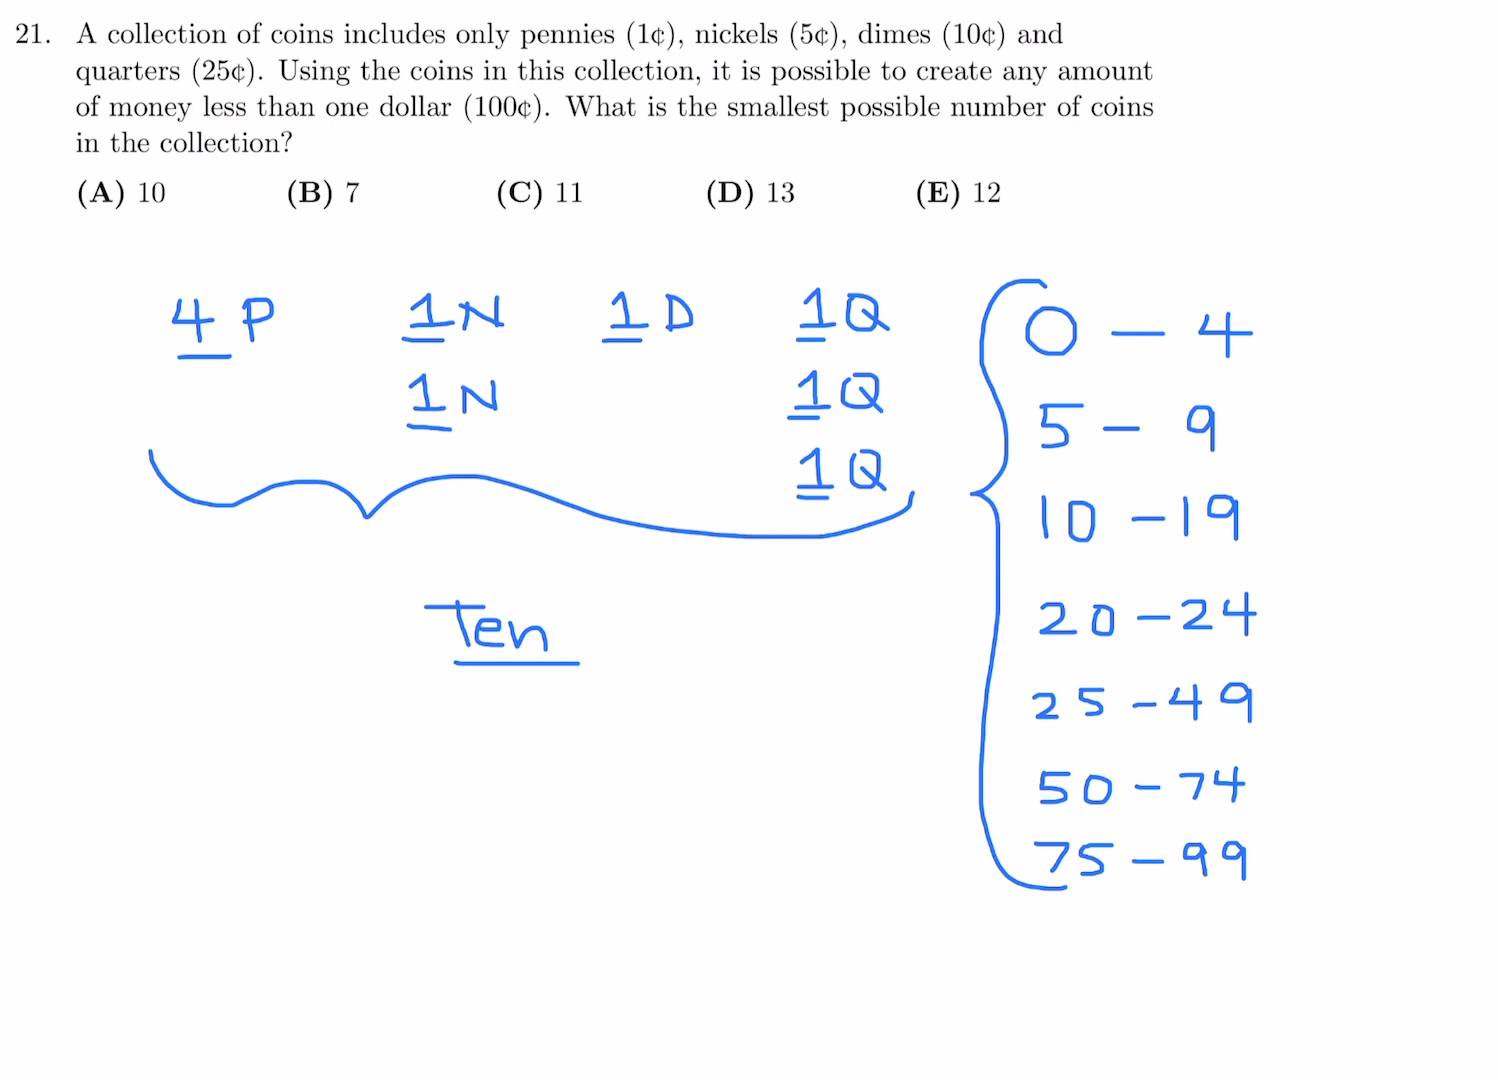 21. A collection of coins includes only pennies (1¢), nickels (5¢), dimes (10¢) and
quarters (25¢). Using the coins in this collection, it is possible to create any amount
of money less than one dollar (100¢). What is the smallest possible number of coins
in the collection?
(A) 10 (B) 7 (C) 11 (D) 13 (E) 12
4 P 1N 1D 1Q
1N 1Q
1Q
Ten
0 - 4
5 - 9
10 - 19
20 - 24
25 - 49
50 - 74
75 - 99